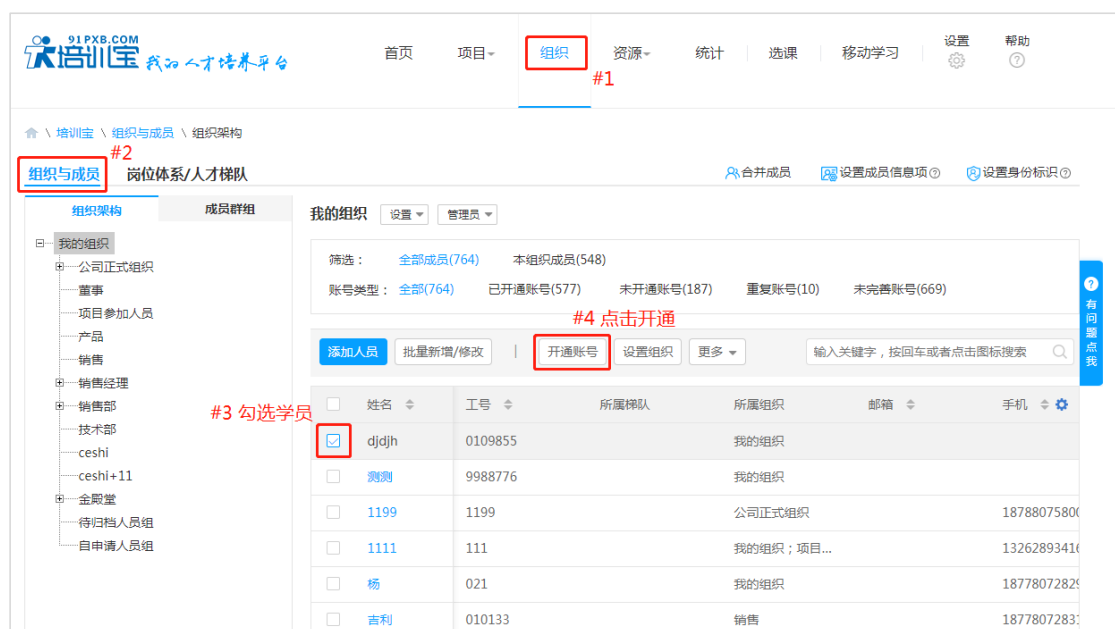 91PXB.COM
培训宝 我的人才培养平台
首页 项目 组织 资源 统计 选课 移动学习 设置 帮助
#1
\ 培训宝 \ 组织与成员 \ 组织架构
#2
组织与成员 岗位体系/人才梯队 合并成员 设置成员信息项 设置身份标识
组织架构 成员群组 我的组织 设置 管理员
我的组织
公司正式组织
董事
项目参加人员
产品
销售
销售经理
销售部
技术部
ceshi
ceshi+11
金殿堂
待归档人员组
自申请人员组
筛选： 全部成员(764) 本组织成员(548)
账号类型： 全部(764) 已开通账号(577) 未开通账号(187) 重复账号(10) 未完善账号(669)
#4 点击开通
添加人员 批量新增/修改 | 开通账号 设置组织 更多 输入关键字，按回车或者点击图标搜索
#3 勾选学员
姓名 工号 所属梯队 所属组织 邮箱 手机
djdjh 0109855 我的组织
测测 9988776 我的组织
1199 1199 公司正式组织 18788075800
1111 111 我的组织；项目... 1326289341
杨 021 我的组织 1877807282
吉利 010133 销售 1877807283
有问题点我